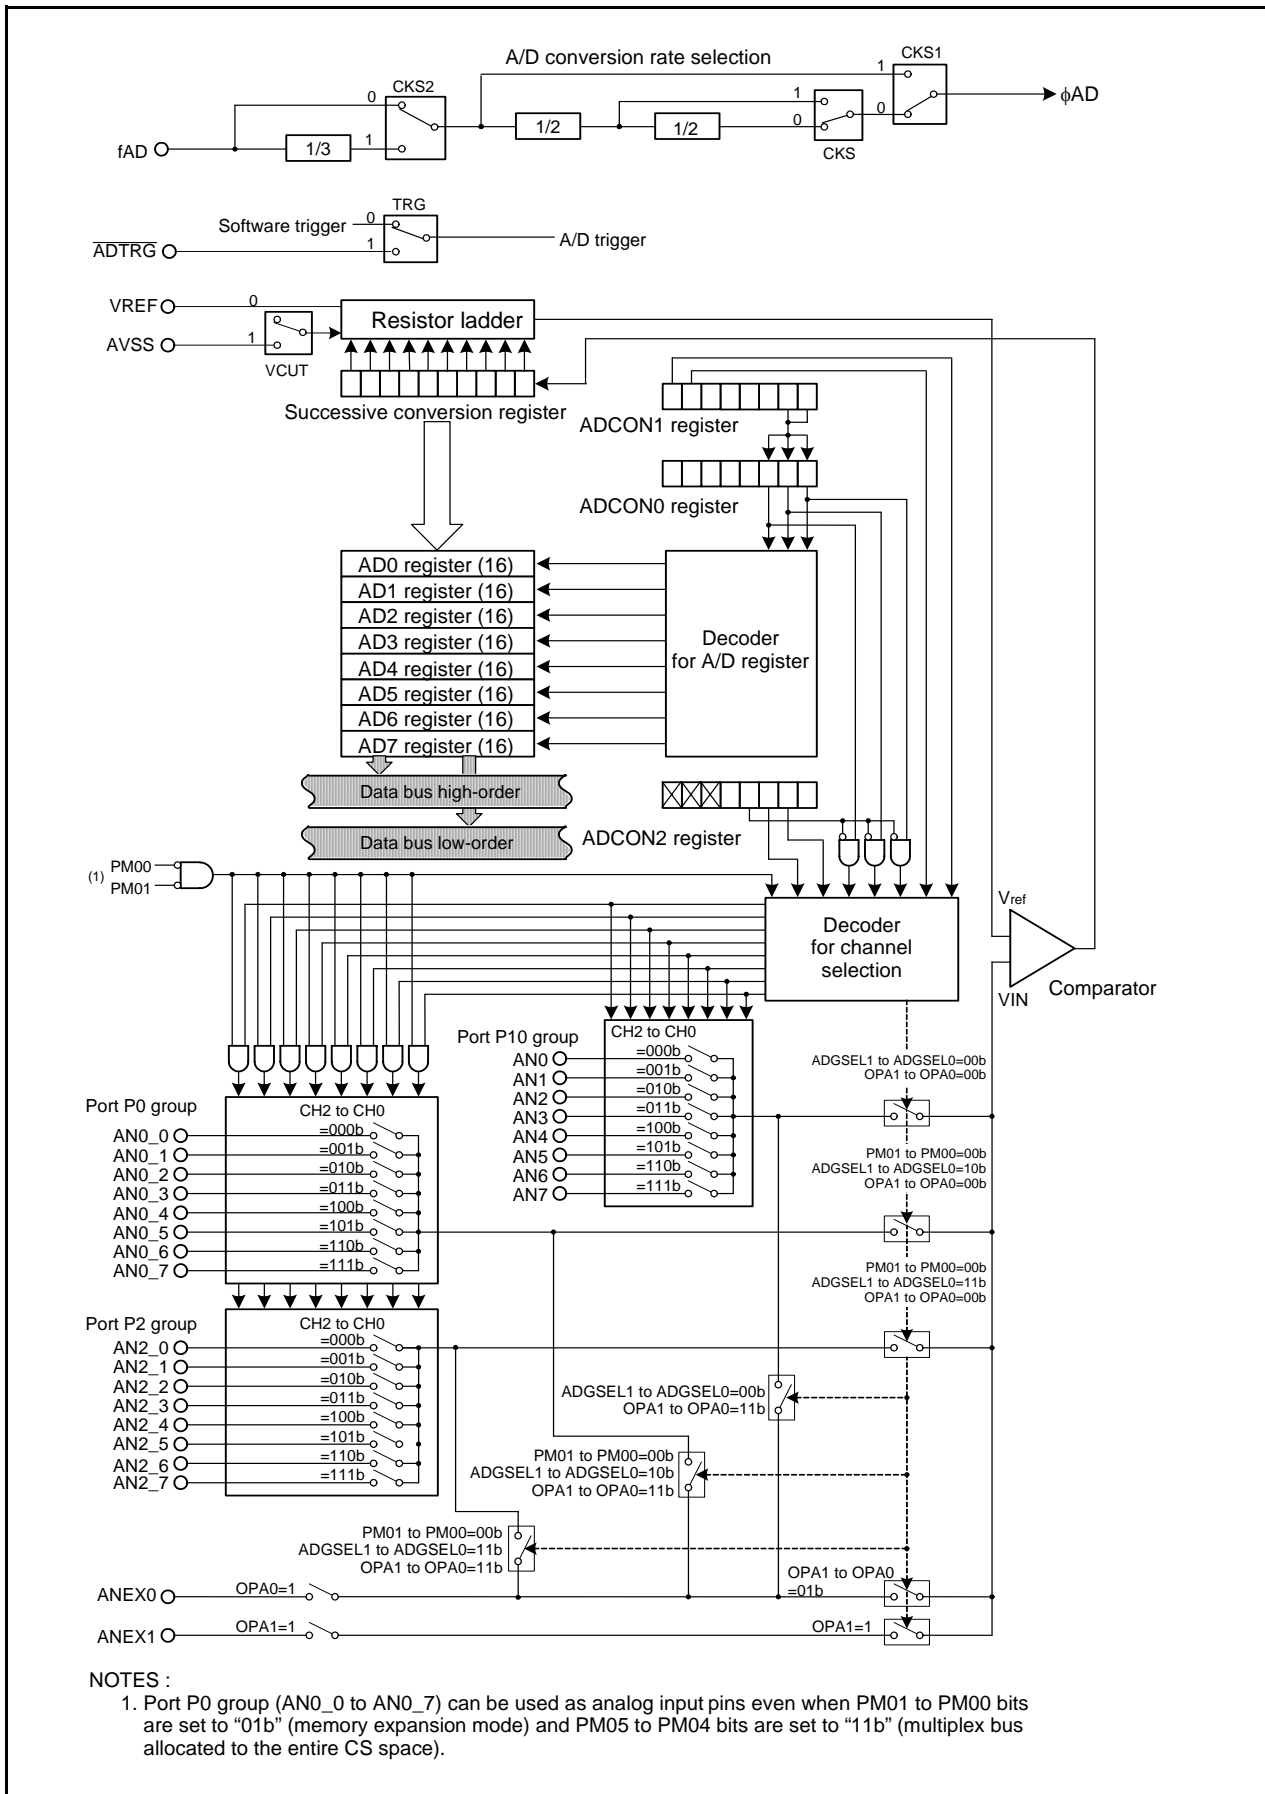 A/D conversion rate selection
CKS1
CKS2
1
0
1
φAD
1/2
1/2
0
0
CKS
fAD
1/3
1
TRG
Software trigger
0
ADTRG
1
A/D trigger
VREF
0
Resistor ladder
AVSS
1
VCUT
Successive conversion register
ADCON1 register
ADCON0 register
AD0 register (16)
AD1 register (16)
AD2 register (16)
AD3 register (16)
AD4 register (16)
AD5 register (16)
AD6 register (16)
AD7 register (16)
Decoder
for A/D register
Data bus high-order
Data bus low-order
ADCON2 register
(1)
PM00
PM01
Decoder
for channel
selection
Vref
VIN
Comparator
Port P10 group
CH2 to CH0
AN0
=000b
AN1
=001b
AN2
=010b
AN3
=011b
AN4
=100b
AN5
=101b
AN6
=110b
AN7
=111b
ADGSEL1 to ADGSEL0=00b
OPA1 to OPA0=00b
PM01 to PM00=00b
ADGSEL1 to ADGSEL0=10b
OPA1 to OPA0=00b
PM01 to PM00=00b
ADGSEL1 to ADGSEL0=11b
OPA1 to OPA0=00b
Port P0 group
CH2 to CH0
AN0_0
=000b
AN0_1
=001b
AN0_2
=010b
AN0_3
=011b
AN0_4
=100b
AN0_5
=101b
AN0_6
=110b
AN0_7
=111b
Port P2 group
CH2 to CH0
AN2_0
=000b
AN2_1
=001b
AN2_2
=010b
AN2_3
=011b
AN2_4
=100b
AN2_5
=101b
AN2_6
=110b
AN2_7
=111b
ADGSEL1 to ADGSEL0=00b
OPA1 to OPA0=11b
PM01 to PM00=00b
ADGSEL1 to ADGSEL0=10b
OPA1 to OPA0=11b
PM01 to PM00=00b
ADGSEL1 to ADGSEL0=11b
OPA1 to OPA0=11b
ANEX0
OPA0=1
OPA1 to OPA0
=01b
ANEX1
OPA1=1
OPA1=1
NOTES :
1. Port P0 group (AN0_0 to AN0_7) can be used as analog input pins even when PM01 to PM00 bits
are set to “01b” (memory expansion mode) and PM05 to PM04 bits are set to “11b” (multiplex bus
allocated to the entire CS space).